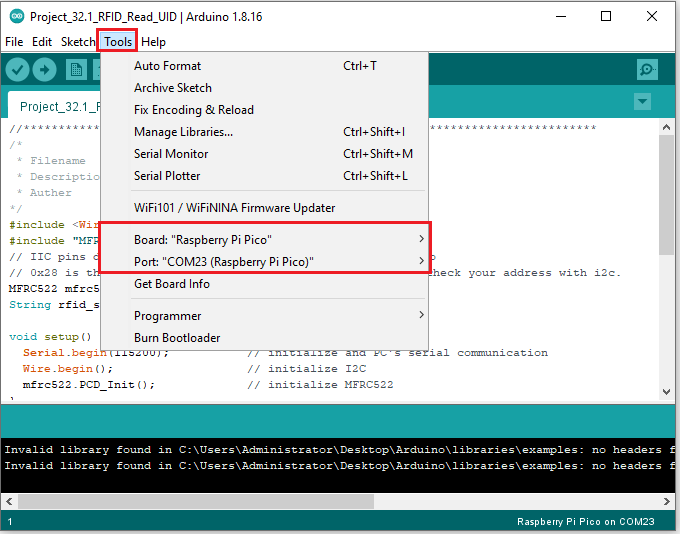 Project_32.1_RFID_Read_UID | Arduino 1.8.16
File Edit Sketch Tools Help
Auto Format Ctrl+T
Archive Sketch
Fix Encoding & Reload
Manage Libraries... Ctrl+Shift+I
Serial Monitor Ctrl+Shift+M
Serial Plotter Ctrl+Shift+L
WiFi101 / WiFiNINA Firmware Updater
Board: "Raspberry Pi Pico"
Port: "COM23 (Raspberry Pi Pico)"
Get Board Info
Programmer
Burn Bootloader
Project_32.1_R
//*****************************************************************************
/*
* Filename
* Descriptio
* Auther
*/
#include <Wir
#include "MFR
// IIC pins o
// 0x28 is th check your address with i2c.
MFRC522 mfrc5
String rfid_s
void setup()
Serial.begin(115200); // initialize and PC's serial communication
Wire.begin(); // initialize I2C
mfrc522.PCD_Init(); // initialize MFRC522
Invalid library found in C:\Users\Administrator\Desktop\Arduino\libraries\examples: no headers f
Invalid library found in C:\Users\Administrator\Desktop\Arduino\libraries\examples: no headers f
1 Raspberry Pi Pico on COM23